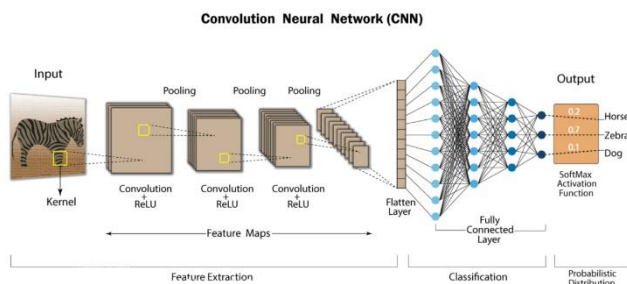 Convolution Neural Network (CNN)
Input
Kernel
Pooling
Pooling
Pooling
Convolution
+
ReLU
Convolution
+
ReLU
Convolution
+
ReLU
Feature Maps
Flatten
Layer
Fully
Connected
Layer
Output
0.2
Horse
0.7
Zebra
0.1
Dog
SoftMax
Activation
Function
Feature Extraction
Classification
Probabilistic
Distribution